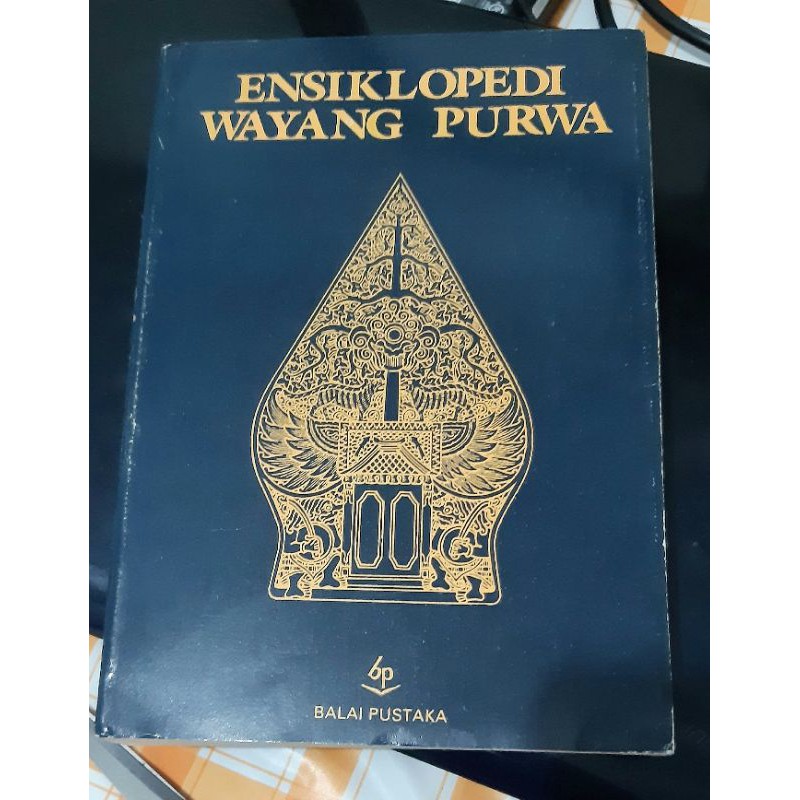 ENSIKLOPEDI
WAYANG PURWA
bp
BALAI PUSTAKA